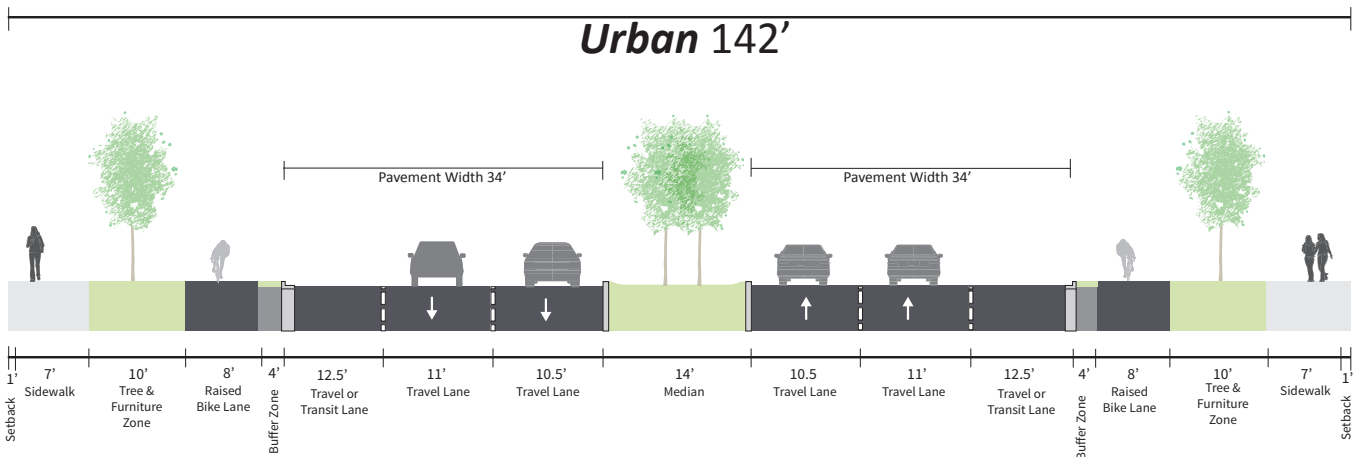 Urban 142’
Pavement Width 34’
Pavement Width 34’
1’
Setback
7’
Sidewalk
10’
Tree &
Furniture
Zone
8’
Raised
Bike Lane
4’
Buffer Zone
12.5’
Travel or
Transit Lane
11’
Travel Lane
10.5’
Travel Lane
14’
Median
10.5
Travel Lane
11’
Travel Lane
12.5’
Travel or
Transit Lane
4’
Buffer Zone
8’
Raised
Bike Lane
10’
Tree &
Furniture
Zone
7’
Sidewalk
1’
Setback